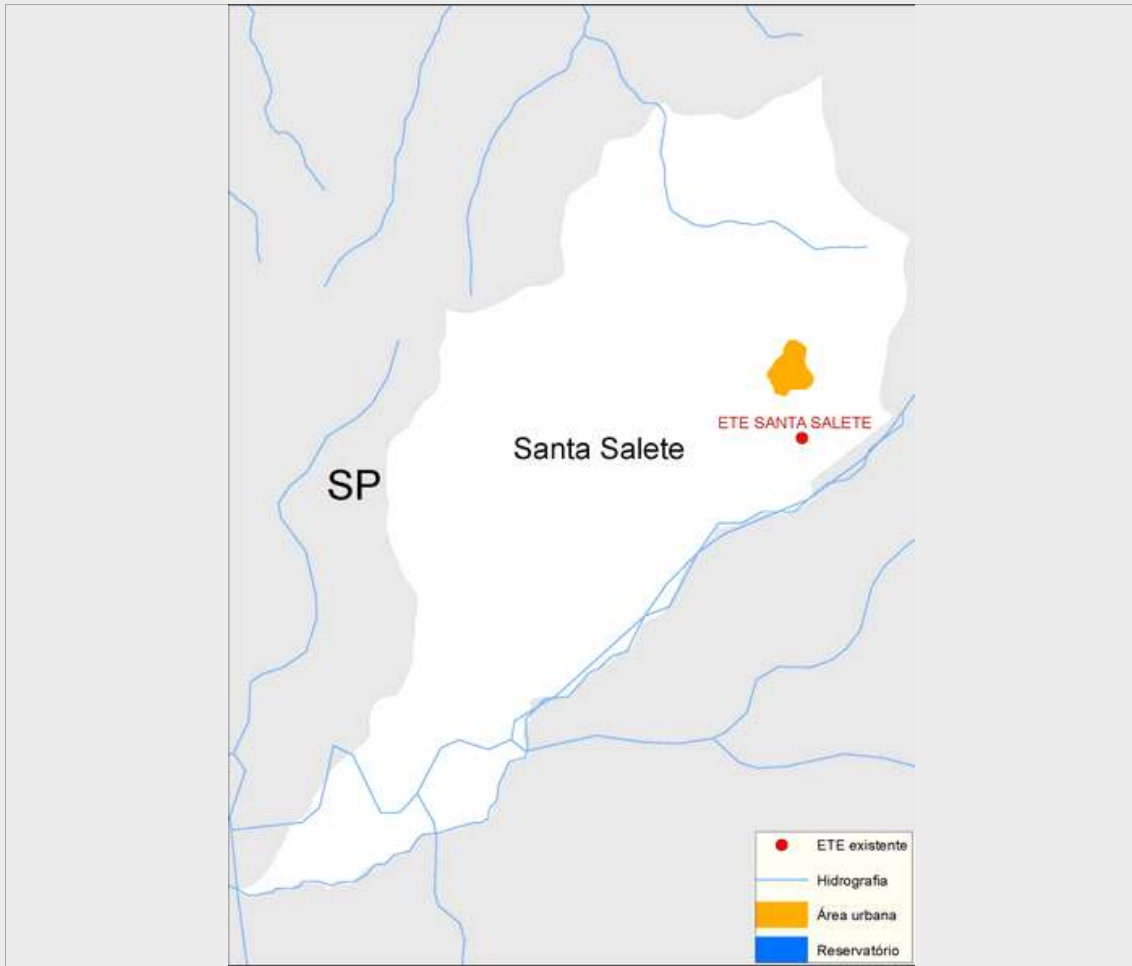 ETE SANTA SALETE
Santa Salete
SP
ETE existente
Hidrografia
Área urbana
Reservatório